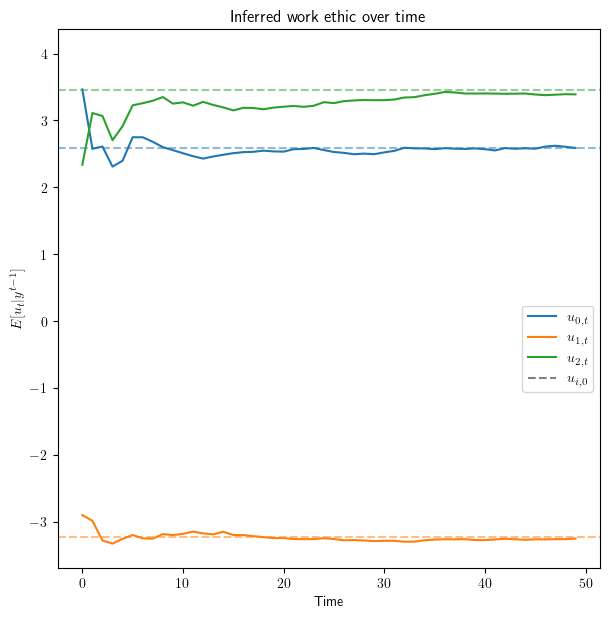 Inferred work ethic over time
4
3
2
1
0
−1
−2
−3
E[u_t|y^{t−1}]
u_{0,t}
u_{1,t}
u_{2,t}
u_{i,0}
0 10 20 30 40 50
Time